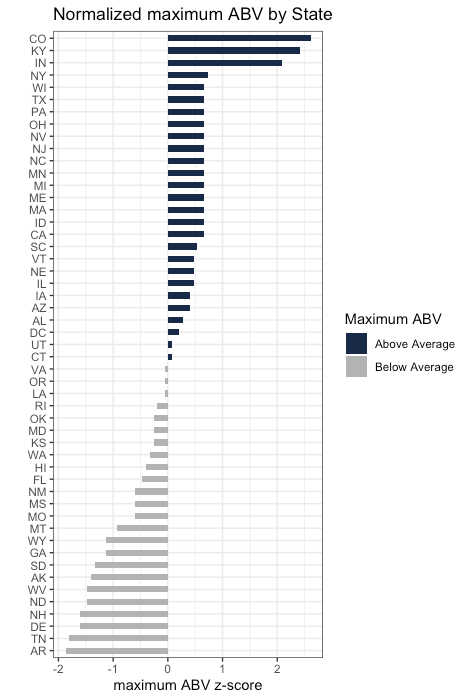 Normalized maximum ABV by State
CO
KY
IN
NY
WI
TX
PA
OH
NV
NJ
NC
MN
MI
ME
MA
ID
CA
SC
VT
NE
IL
IA
AZ
AL
DC
UT
CT
VA
OR
LA
RI
OK
MD
KS
WA
HI
FL
NM
MS
MO
MT
WY
GA
SD
AK
WV
ND
NH
DE
TN
AR
-2 -1 0 1 2
maximum ABV z-score
Maximum ABV
Above Average
Below Average